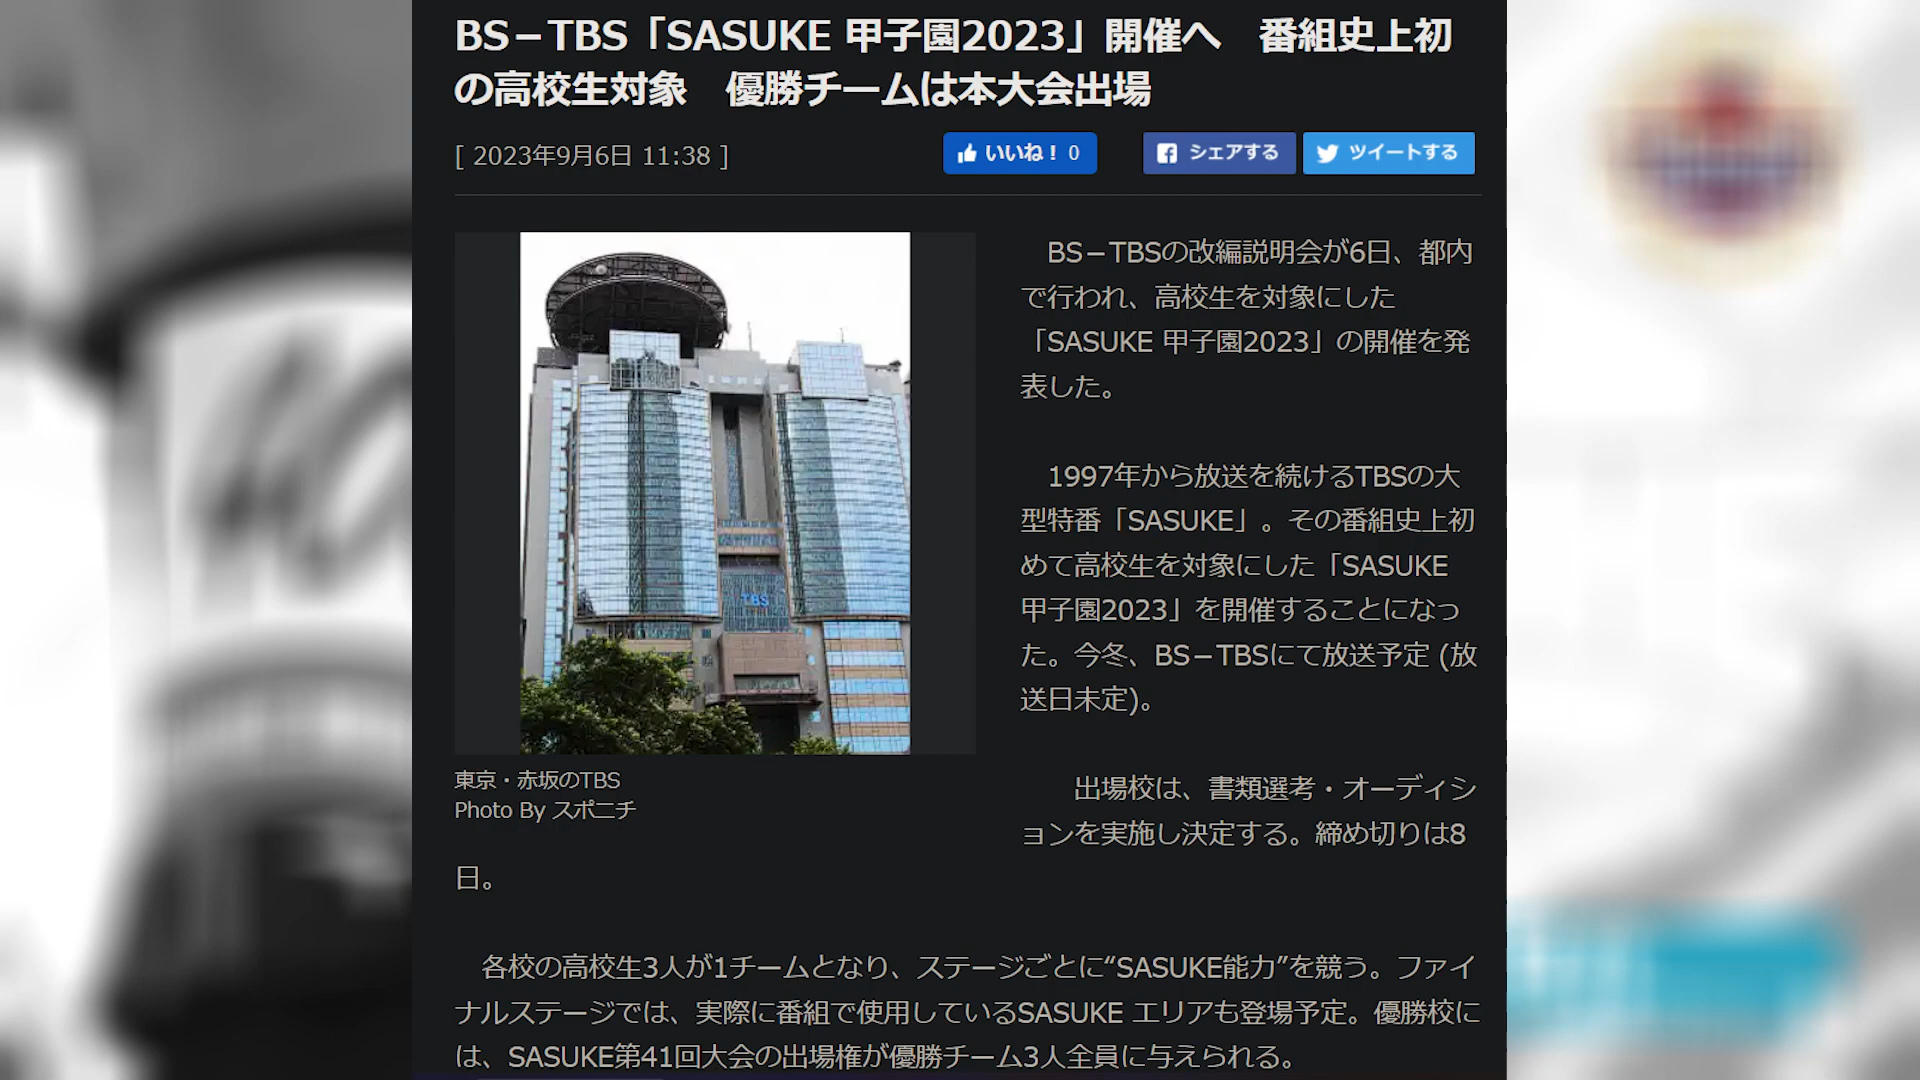 BS－TBS「SASUKE 甲子園2023」開催へ　番組史上初
の高校生対象　優勝チームは本大会出場
[ 2023年9月6日 11:38 ]
いいね！ 0
シェアする
ツイートする
BS－TBSの改編説明会が6日、都内
で行われ、高校生を対象にした
「SASUKE 甲子園2023」の開催を発
表した。
1997年から放送を続けるTBSの大
型特番「SASUKE」。その番組史上初
めて高校生を対象にした「SASUKE
甲子園2023」を開催することになっ
た。今冬、BS－TBSにて放送予定 (放
送日未定)。
TBS
東京・赤坂のTBS
Photo By スポニチ
出場校は、書類選考・オーディシ
ョンを実施し決定する。締め切りは8
日。
各校の高校生3人が1チームとなり、ステージごとに“SASUKE能力”を競う。ファイ
ナルステージでは、実際に番組で使用しているSASUKE エリアも登場予定。優勝校に
は、SASUKE第41回大会の出場権が優勝チーム3人全員に与えられる。